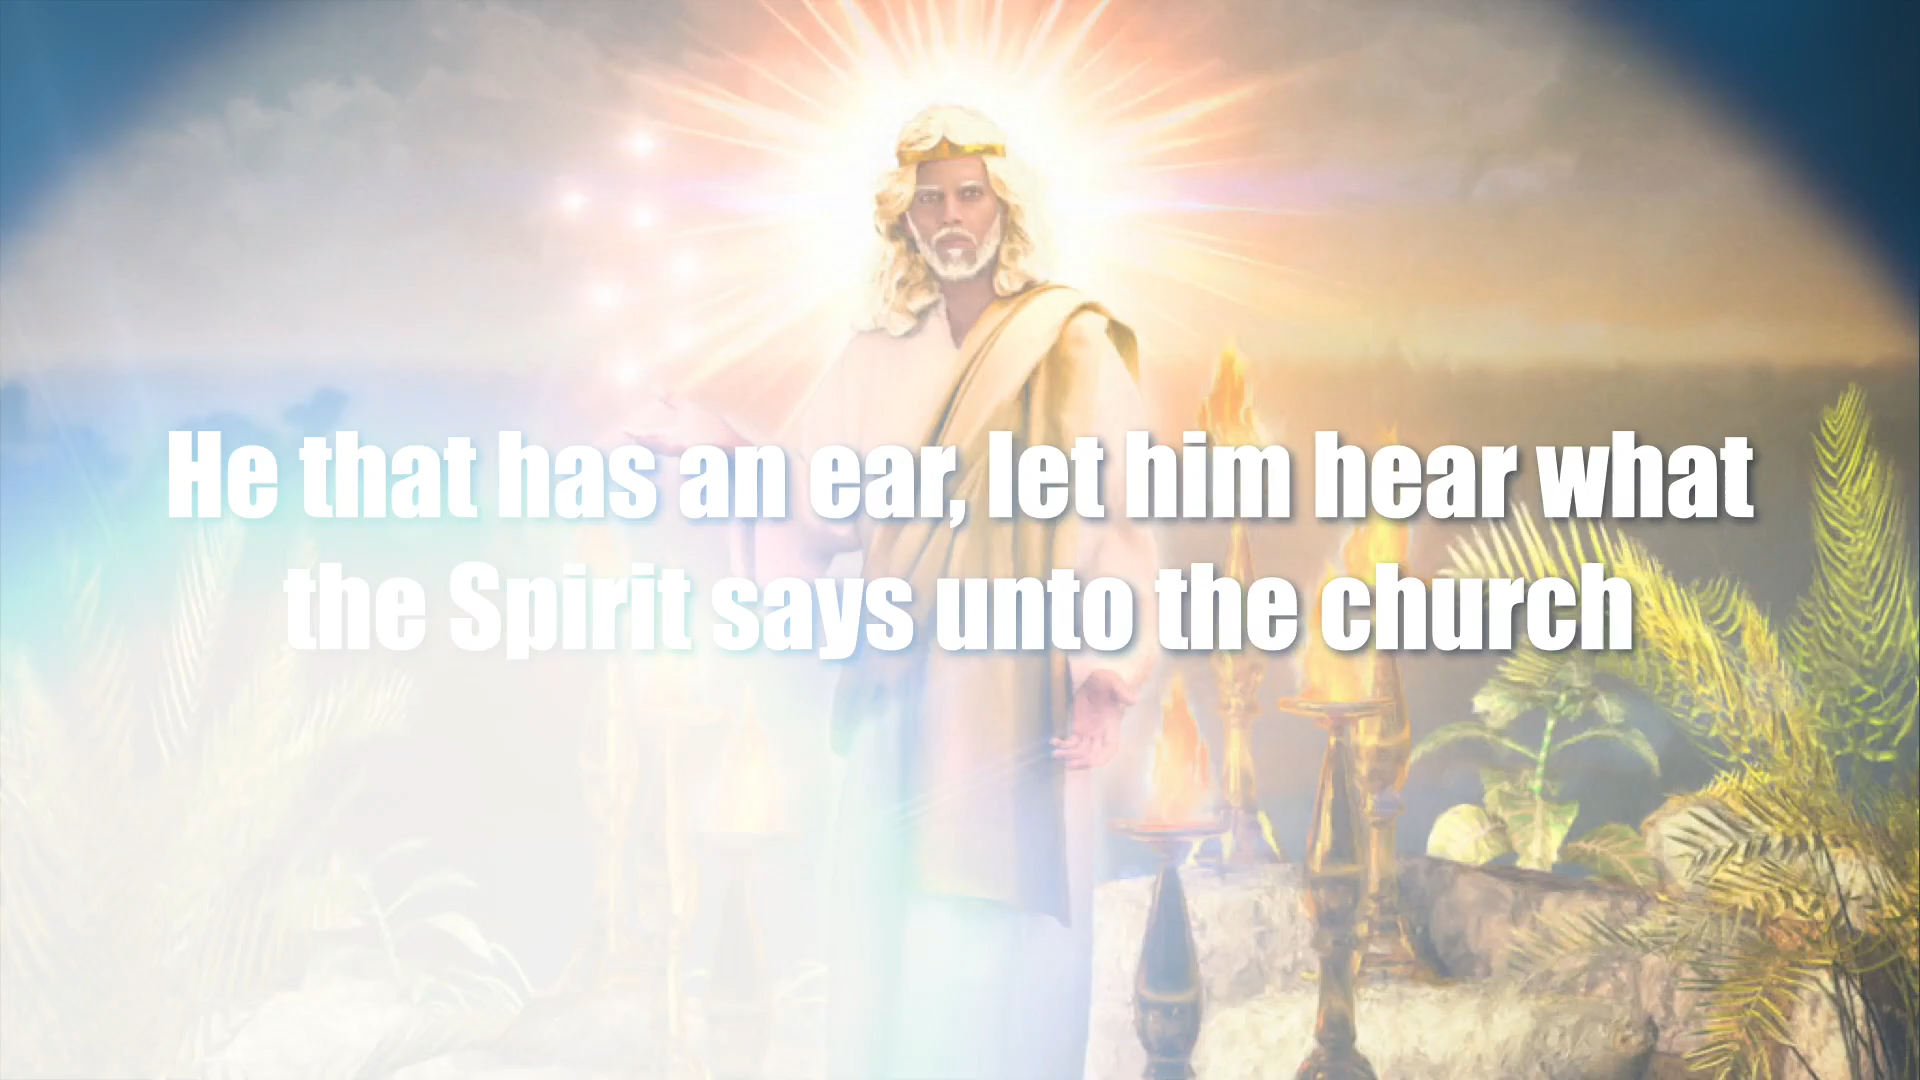 He that has an ear, let him hear what
the Spirit says unto the church